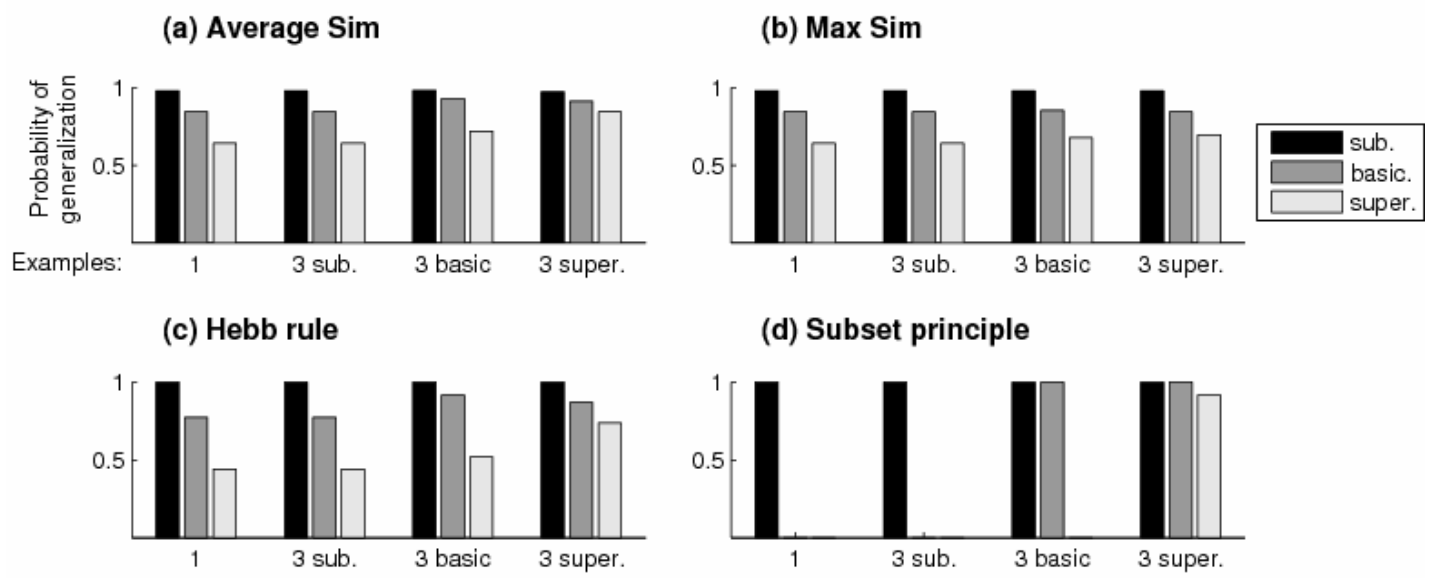 (a) Average Sim
(b) Max Sim
Probability of
generalization
1
0.5
1
0.5
sub.
basic.
super.
Examples:
1
3 sub.
3 basic
3 super.
1
3 sub.
3 basic
3 super.
(c) Hebb rule
(d) Subset principle
1
0.5
1
0.5
1
3 sub.
3 basic
3 super.
1
3 sub.
3 basic
3 super.